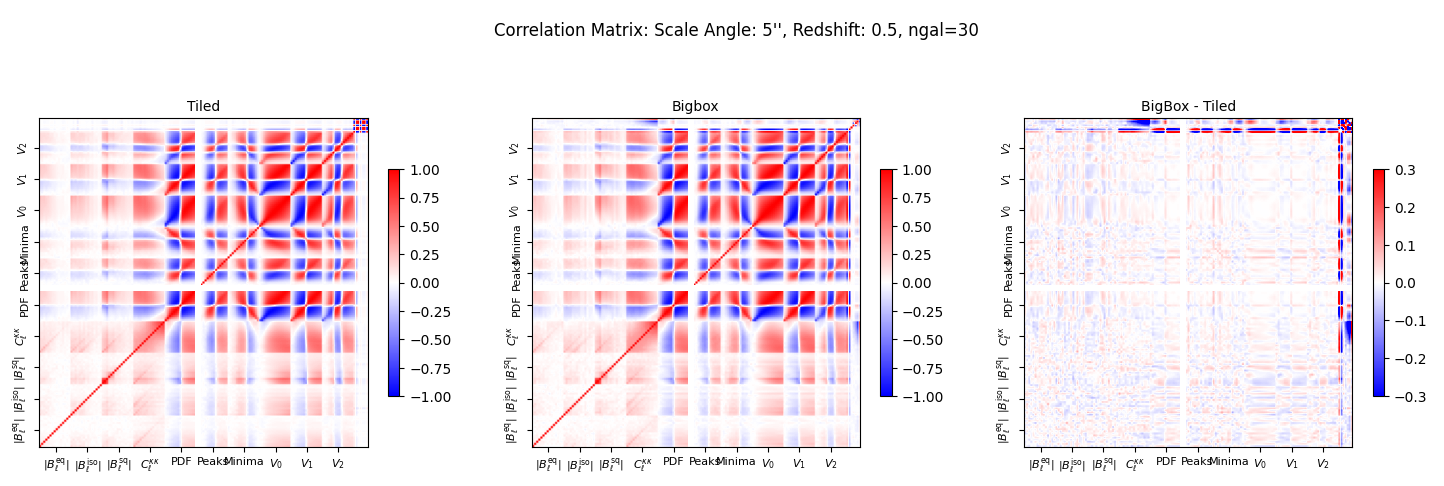 Correlation Matrix: Scale Angle: 5'', Redshift: 0.5, ngal=30
Tiled
V₂
V₁
V₀
Minima
Peaks
PDF
C_ℓ^κκ
|B_ℓ^sq|
|B_ℓ^iso|
|B_ℓ^eq|
|B_ℓ^eq| |B_ℓ^iso| |B_ℓ^sq| C_ℓ^κκ PDF Peaks Minima V₀ V₁ V₂
1.00
0.75
0.50
0.25
0.00
−0.25
−0.50
−0.75
−1.00
Bigbox
V₂
V₁
V₀
Minima
Peaks
PDF
C_ℓ^κκ
|B_ℓ^sq|
|B_ℓ^iso|
|B_ℓ^eq|
|B_ℓ^eq| |B_ℓ^iso| |B_ℓ^sq| C_ℓ^κκ PDF Peaks Minima V₀ V₁ V₂
1.00
0.75
0.50
0.25
0.00
−0.25
−0.50
−0.75
−1.00
BigBox - Tiled
V₂
V₁
V₀
Minima
Peaks
PDF
C_ℓ^κκ
|B_ℓ^sq|
|B_ℓ^iso|
|B_ℓ^eq|
|B_ℓ^eq| |B_ℓ^iso| |B_ℓ^sq| C_ℓ^κκ PDF Peaks Minima V₀ V₁ V₂
0.3
0.2
0.1
0.0
−0.1
−0.2
−0.3